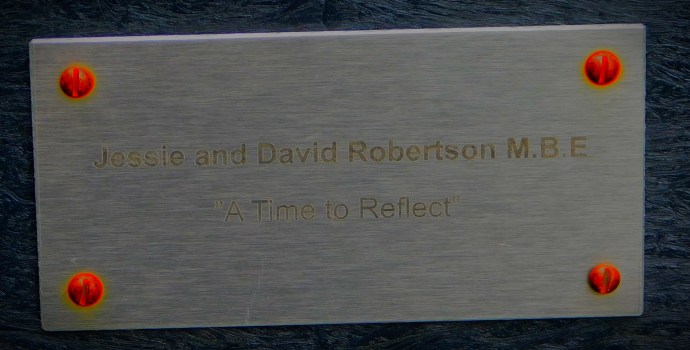 Jessie and David Robertson M.B.E
"A Time to Reflect"